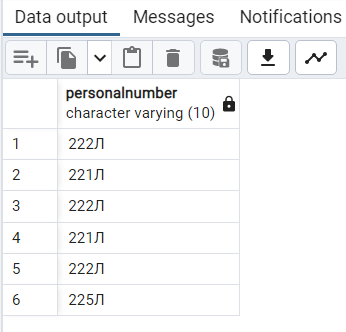 Data output Messages Notifications
personalnumber
character varying (10)
1 222Л
2 221Л
3 222Л
4 221Л
5 222Л
6 225Л